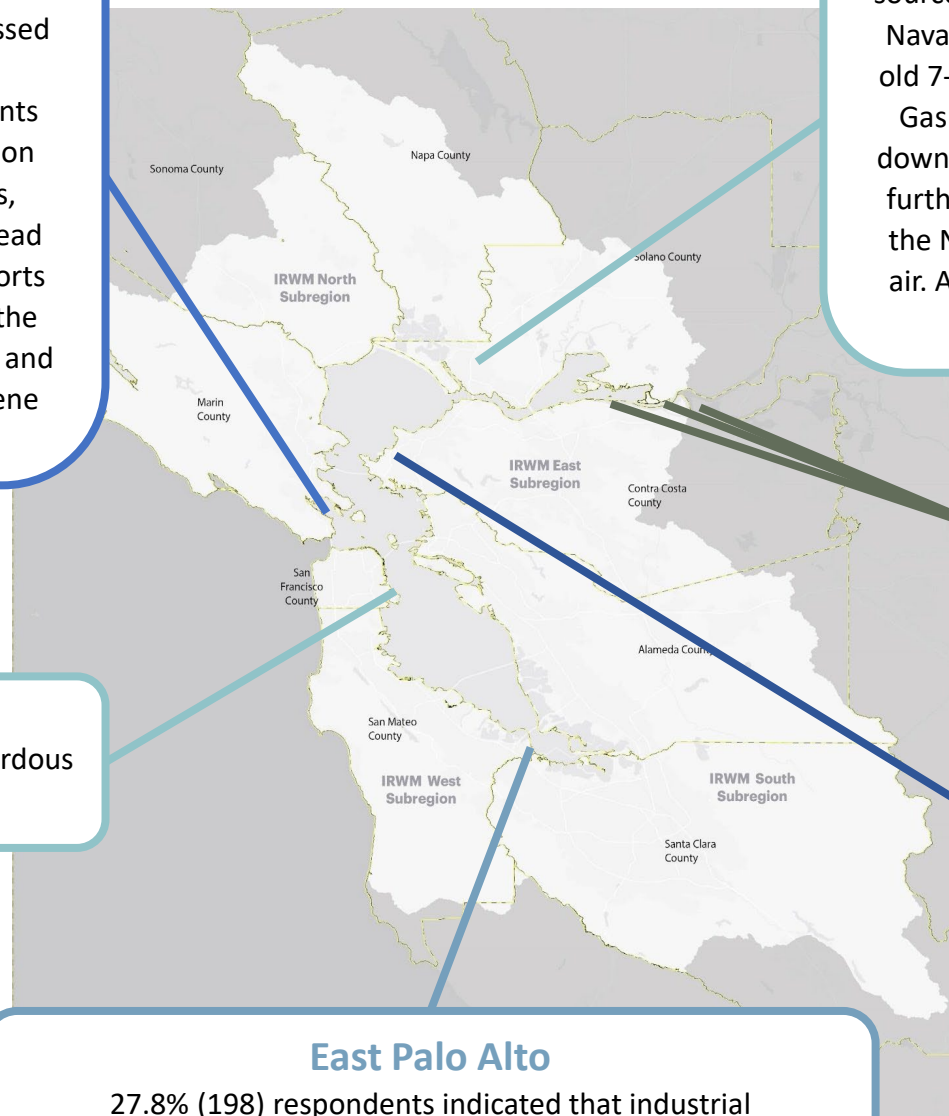 ssed
nts
on
s,
ead
orts
the
and
ene
source
Nava
old 7-
Gas
down
furth
the N
air. A
Sonoma County
Napa County
Solano County
IRWM North
Subregion
Marin
County
IRWM East
Subregion
Contra Costa
County
San
Francisco
County
Alameda County
rdous
San Mateo
County
IRWM West
Subregion
IRWM South
Subregion
Santa Clara
County
East Palo Alto
27.8% (198) respondents indicated that industrial